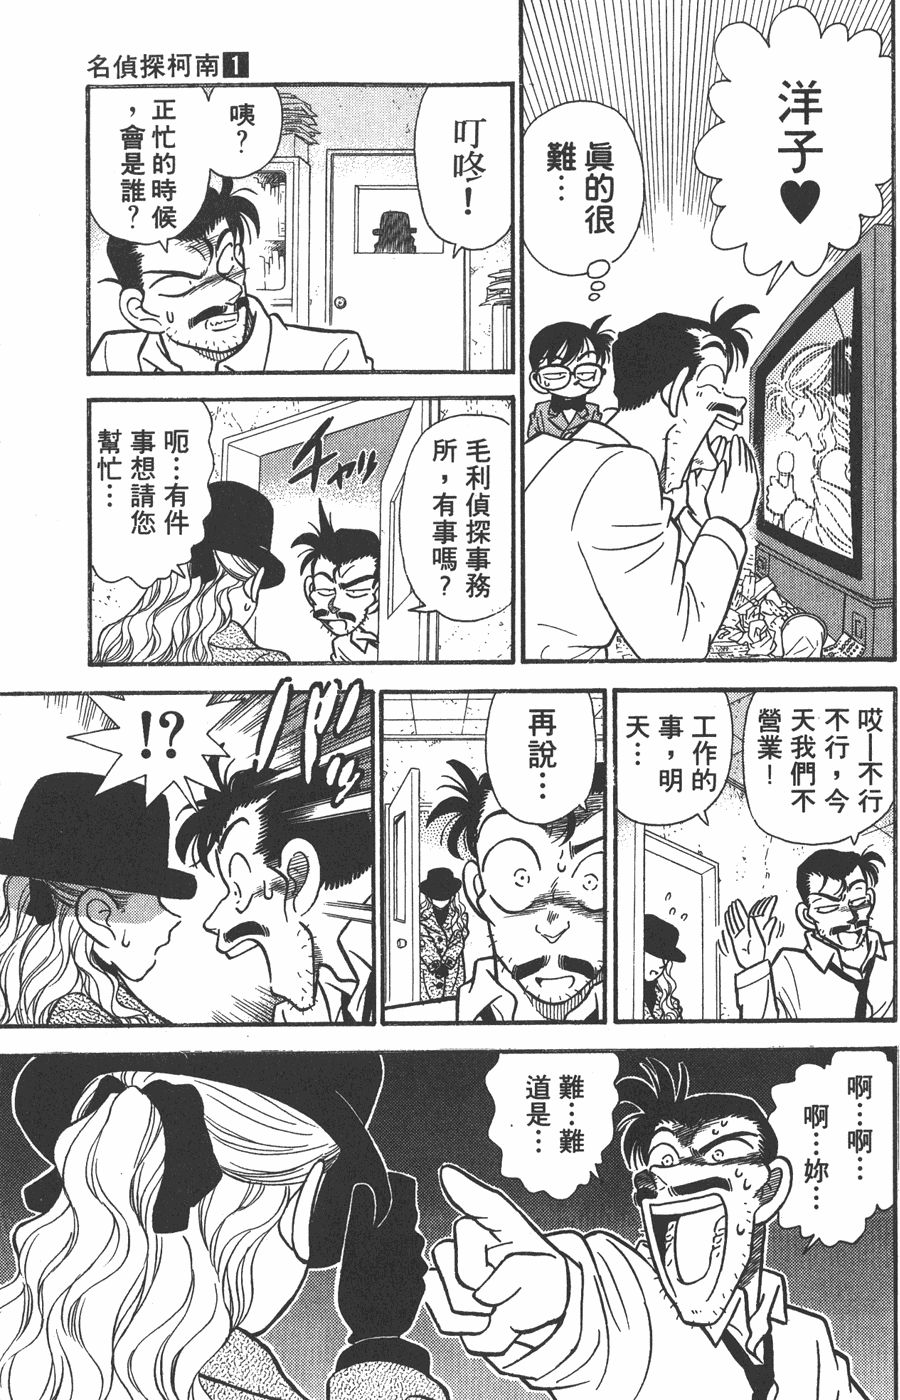 名偵探柯南1
洋子♥
眞的很
難…
叮咚！
咦？
正忙的時候
，會是誰？
毛利偵探事務
所，有事嗎？
呃…有件
事想請您
幫忙…
哎—不行
不行，今
天我們不
營業！
工作的
事，明
天…
再說…
!?
啊…啊…
啊…妳…
難…難
道是…